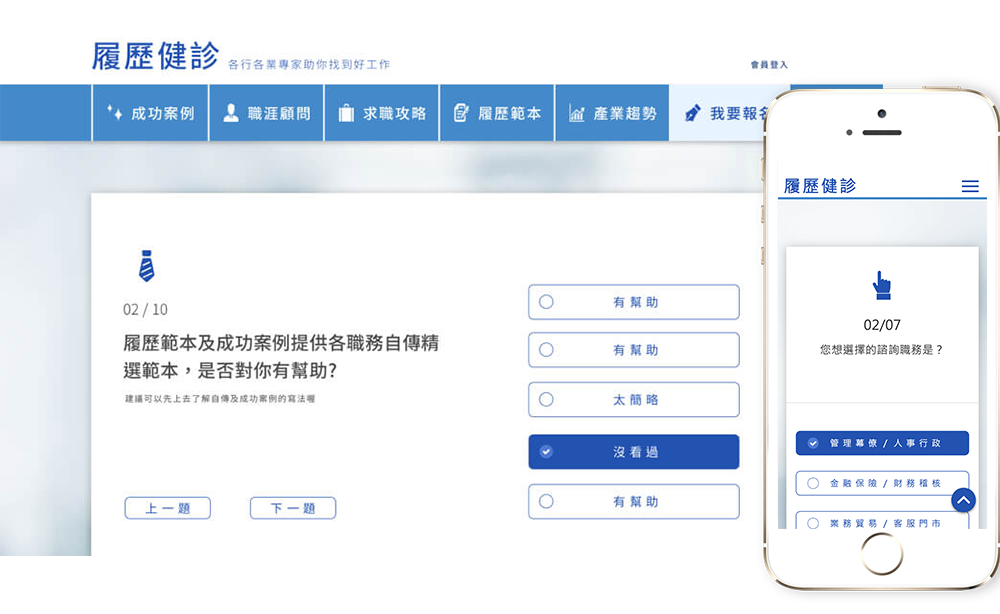 履歷健診
各行各業專家助你找到好工作
會員登入
成功案例
職涯顧問
求職攻略
履歷範本
產業趨勢
我要報名
02 / 10
履歷範本及成功案例提供各職務自傳精
選範本，是否對你有幫助?
建議可以先上去了解自傳及成功案例的寫法喔
有幫助
有幫助
太簡略
沒看過
有幫助
上一題
下一題
履歷健診
02/07
您想選擇的諮詢職務是？
管理幕僚 / 人事行政
金融保險 / 財務稽核
業務貿易 / 客服門市